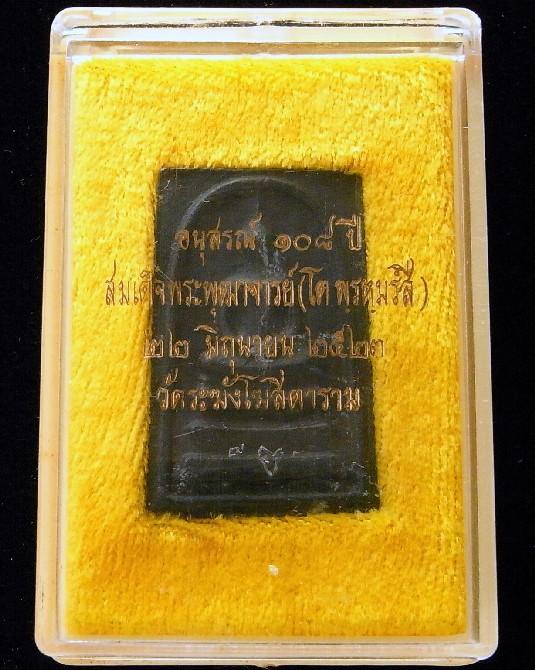 อนุสรณ์ ๑๐๘ ปี
สมเด็จพระพุฒาจารย์(โต พฺรหฺมรํสี)
๒๒ มิถุนายน ๒๕๒๓
วัดระฆังโฆสิตาราม